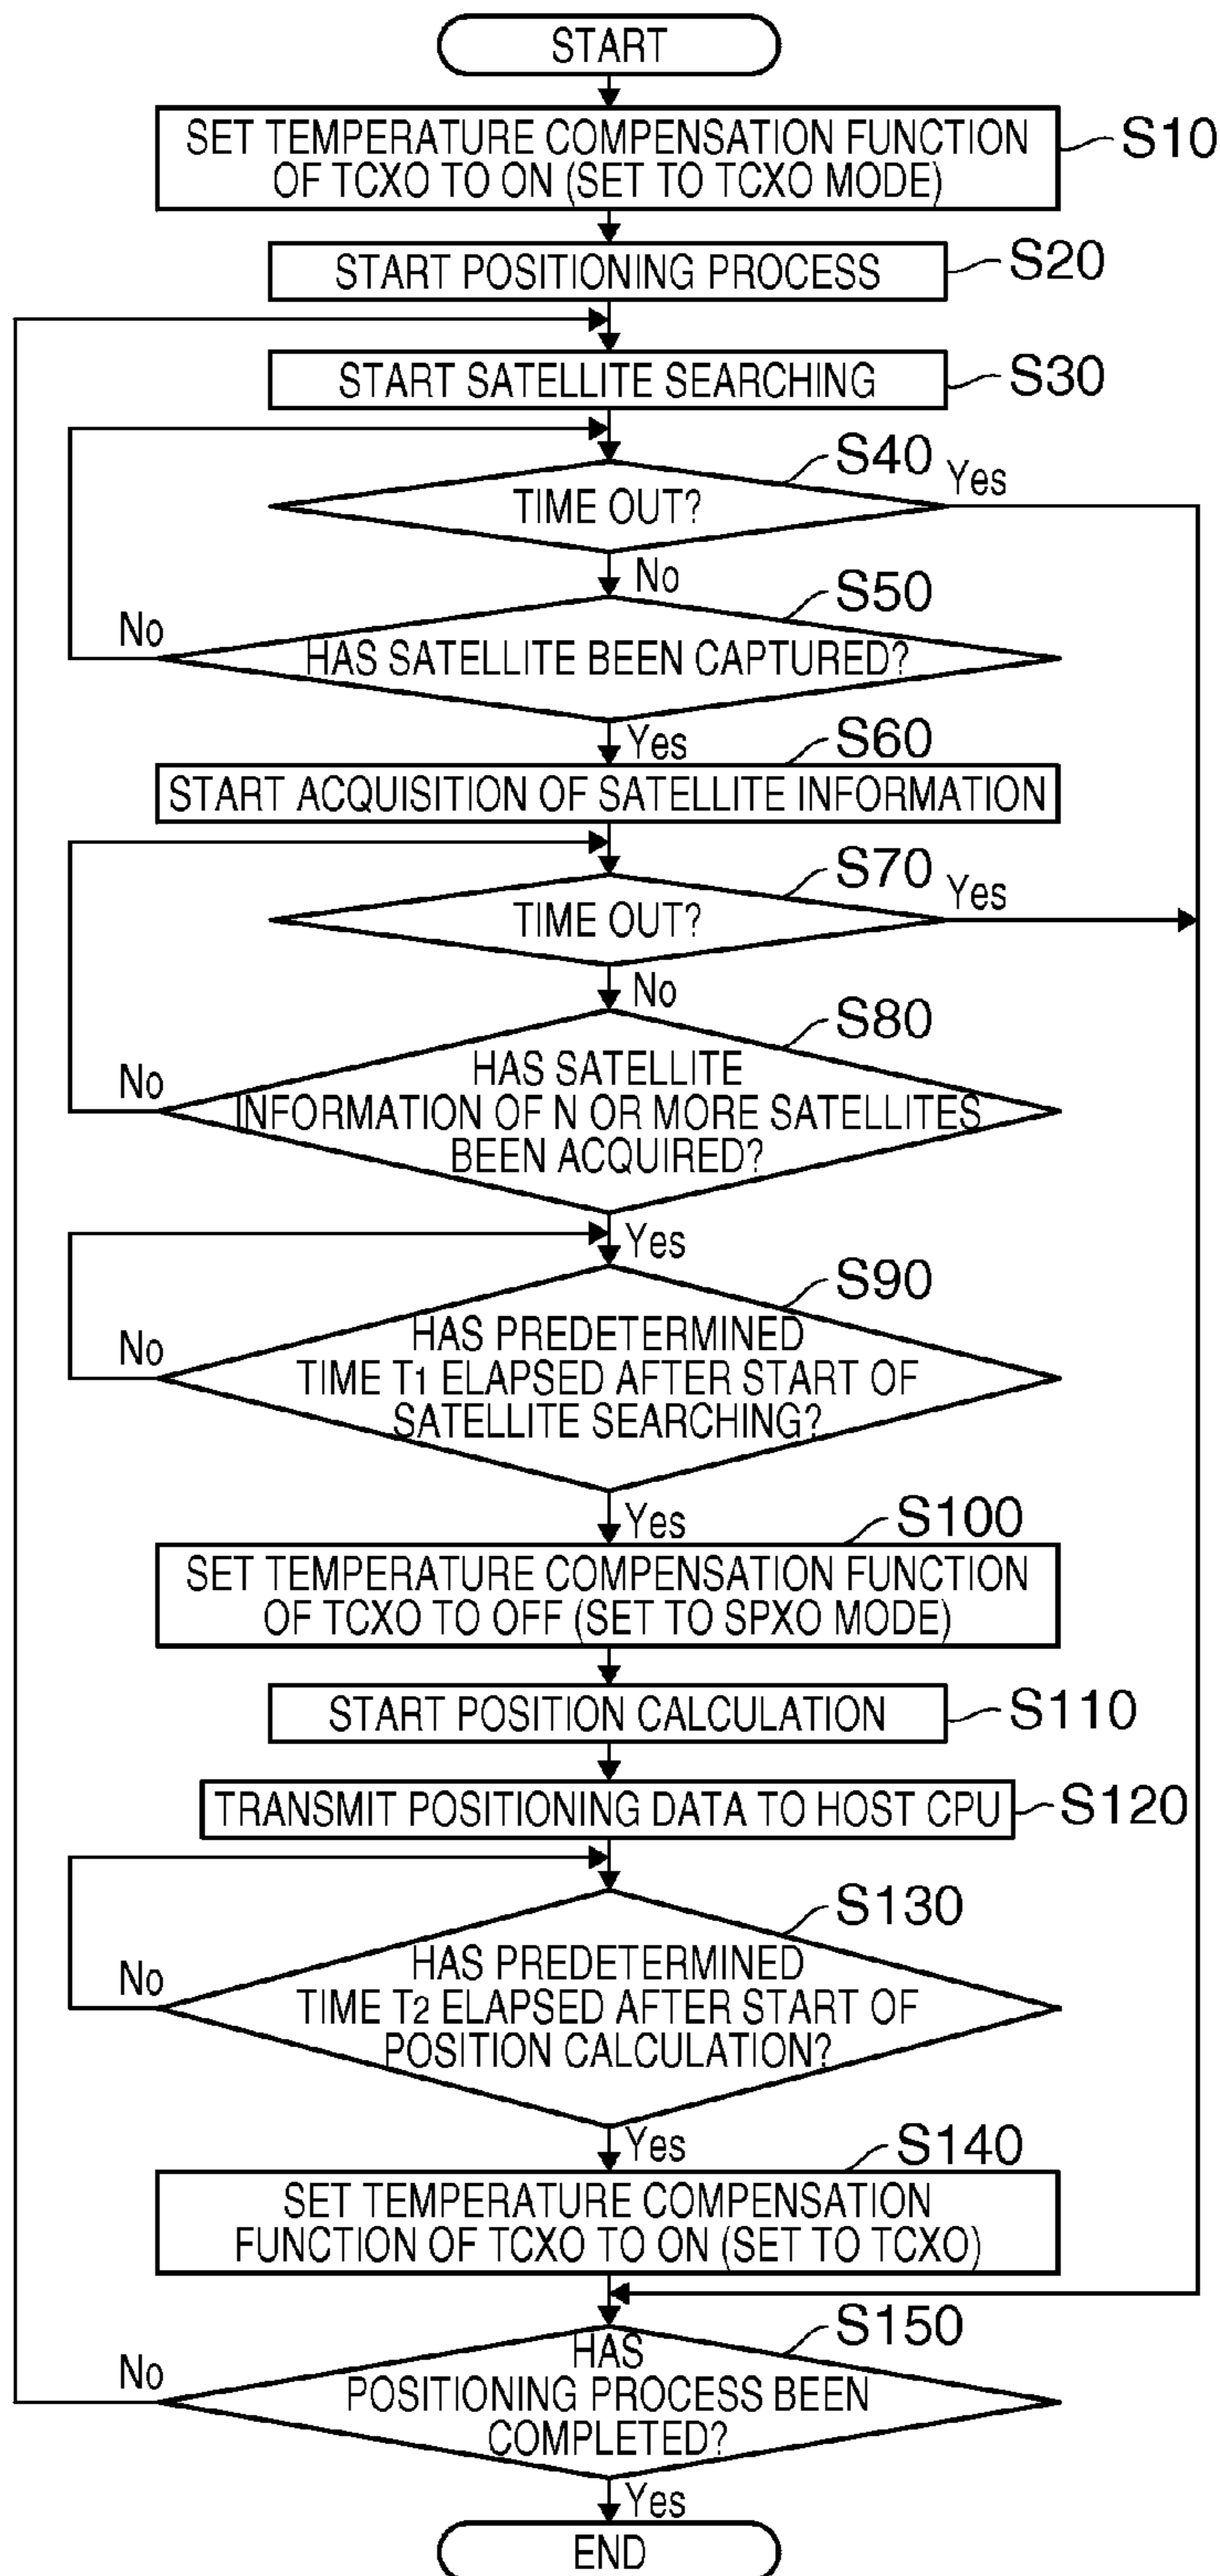 START
SET TEMPERATURE COMPENSATION FUNCTION
OF TCXO TO ON (SET TO TCXO MODE)
S10
START POSITIONING PROCESS
S20
START SATELLITE SEARCHING
S30
S40
TIME OUT?
Yes
No
S50
No
HAS SATELLITE BEEN CAPTURED?
Yes
S60
START ACQUISITION OF SATELLITE INFORMATION
S70
TIME OUT?
Yes
No
S80
No
HAS SATELLITE
INFORMATION OF N OR MORE SATELLITES
BEEN ACQUIRED?
Yes
S90
No
HAS PREDETERMINED
TIME T1 ELAPSED AFTER START OF
SATELLITE SEARCHING?
Yes
S100
SET TEMPERATURE COMPENSATION FUNCTION
OF TCXO TO OFF (SET TO SPXO MODE)
START POSITION CALCULATION
S110
TRANSMIT POSITIONING DATA TO HOST CPU
S120
S130
No
HAS PREDETERMINED
TIME T2 ELAPSED AFTER START OF
POSITION CALCULATION?
Yes
S140
SET TEMPERATURE COMPENSATION
FUNCTION OF TCXO TO ON (SET TO TCXO)
S150
No
HAS
POSITIONING PROCESS BEEN
COMPLETED?
Yes
END